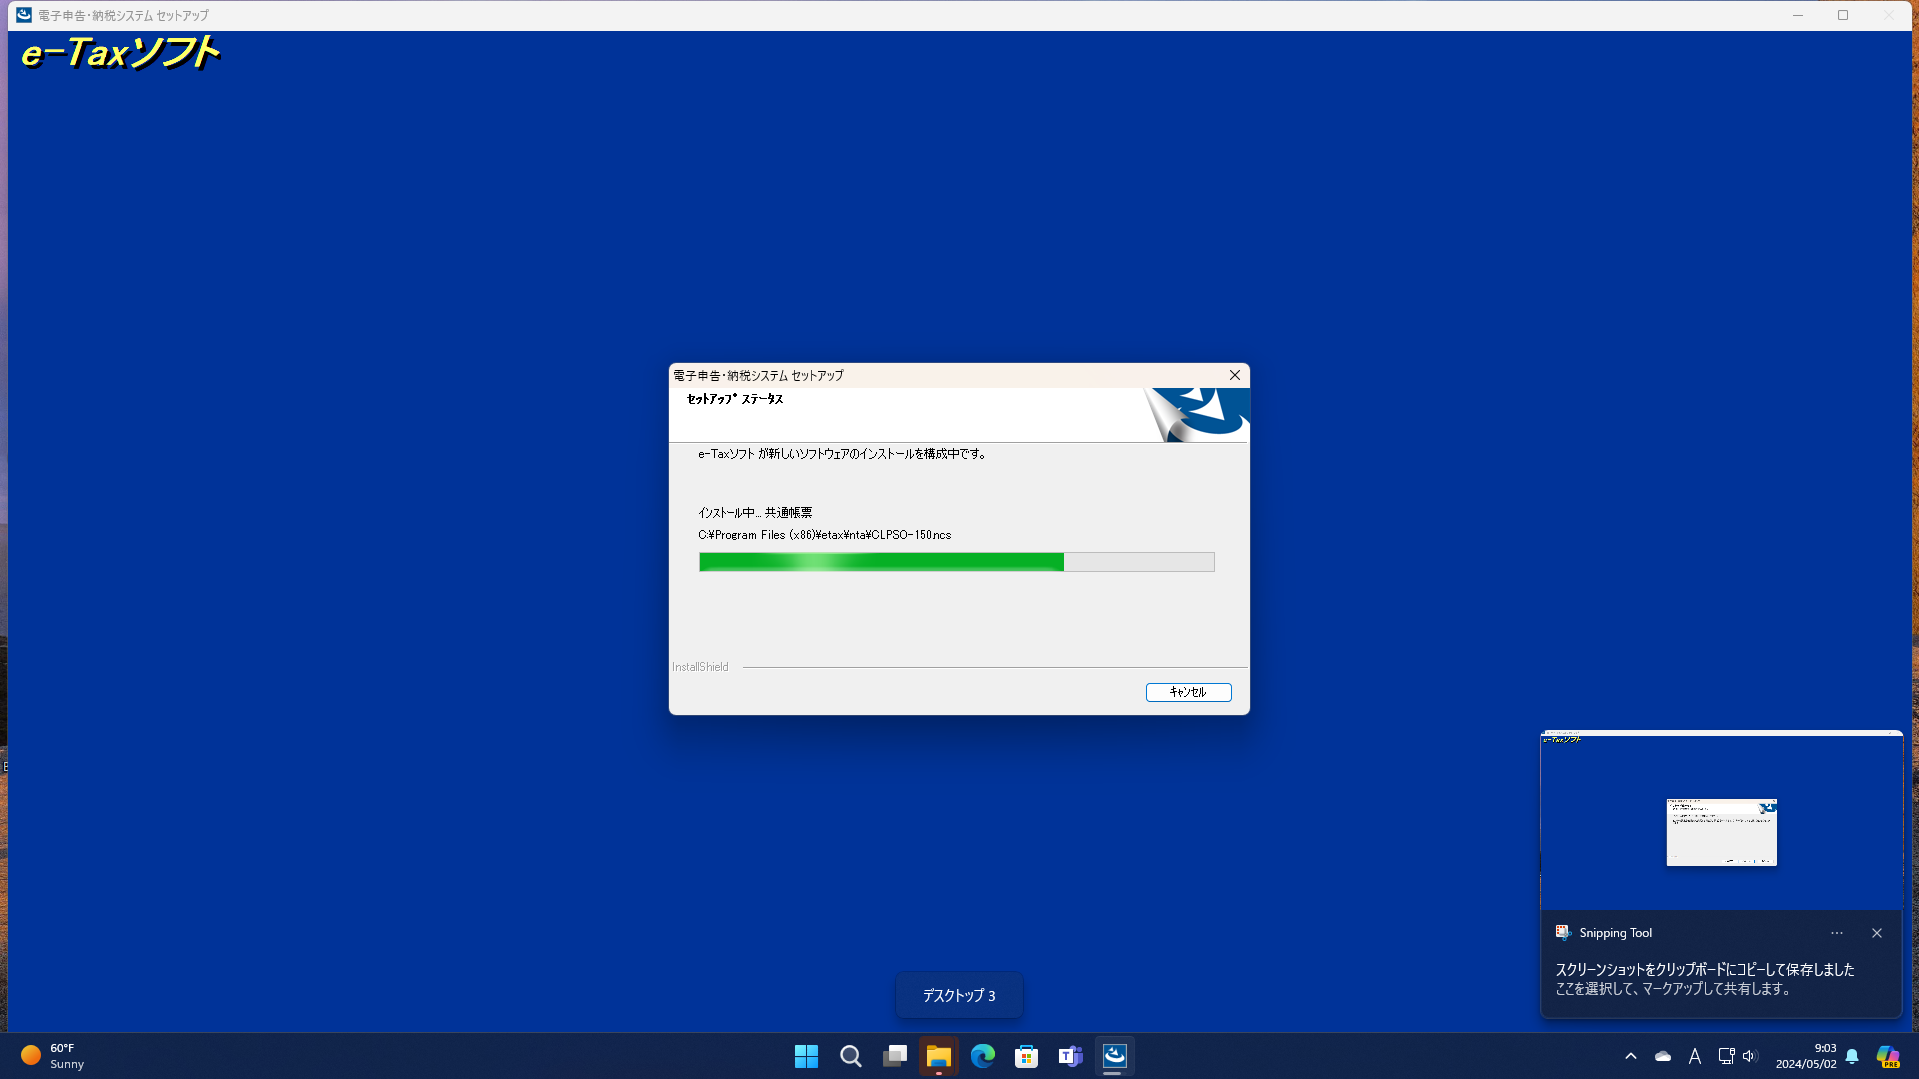 電子申告・納税システム セットアップ
e-Taxソフト
電子申告・納税システム セットアップ
セットアップ ステータス
e-Taxソフト が新しいソフトウェアのインストールを構成中です。
インストール中... 共通帳票
C:¥Program Files (x86)¥etax¥nta¥CLPSO-150.ncs
InstallShield
キャンセル
e-Taxソフト
Snipping Tool
スクリーンショットをクリップボードにコピーして保存しました
ここを選択して、マークアップして共有します。
デスクトップ 3
60°F
Sunny
A
9:03
2024/05/02
PRE